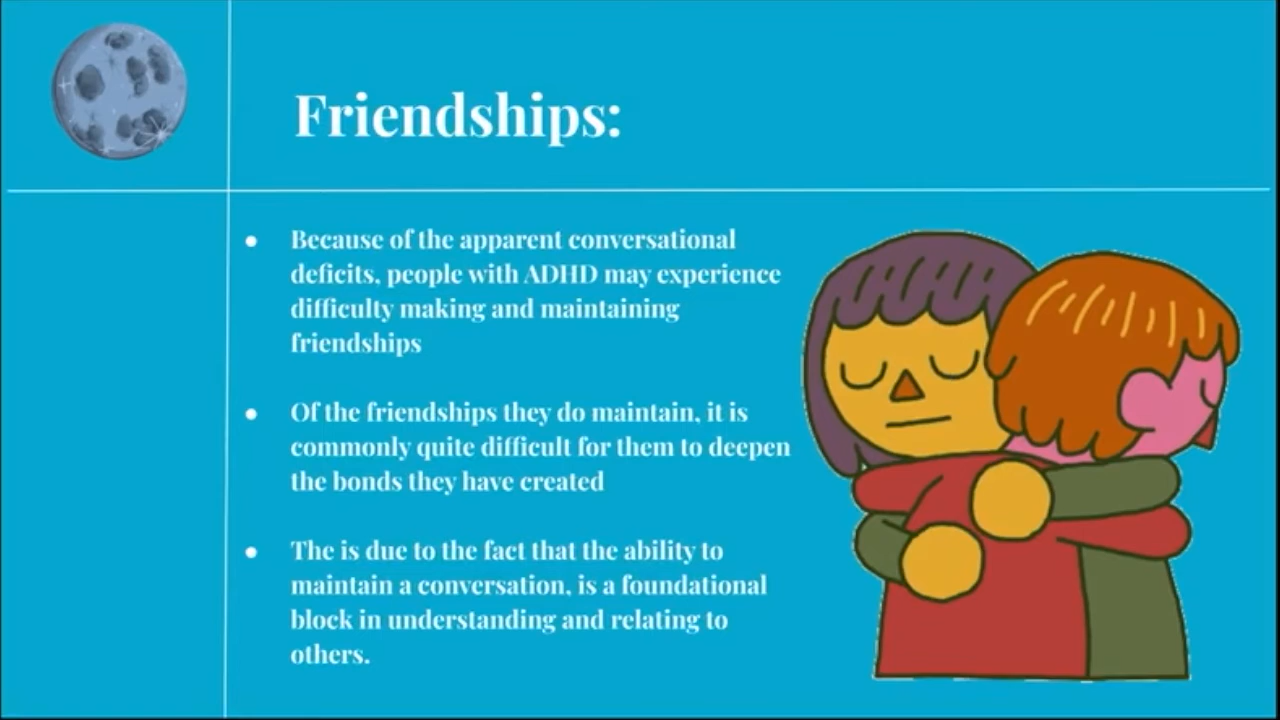 Friendships:
Because of the apparent conversational
deficits, people with ADHD may experience
difficulty making and maintaining
friendships
Of the friendships they do maintain, it is
commonly quite difficult for them to deepen
the bonds they have created
The is due to the fact that the ability to
maintain a conversation, is a foundational
block in understanding and relating to
others.